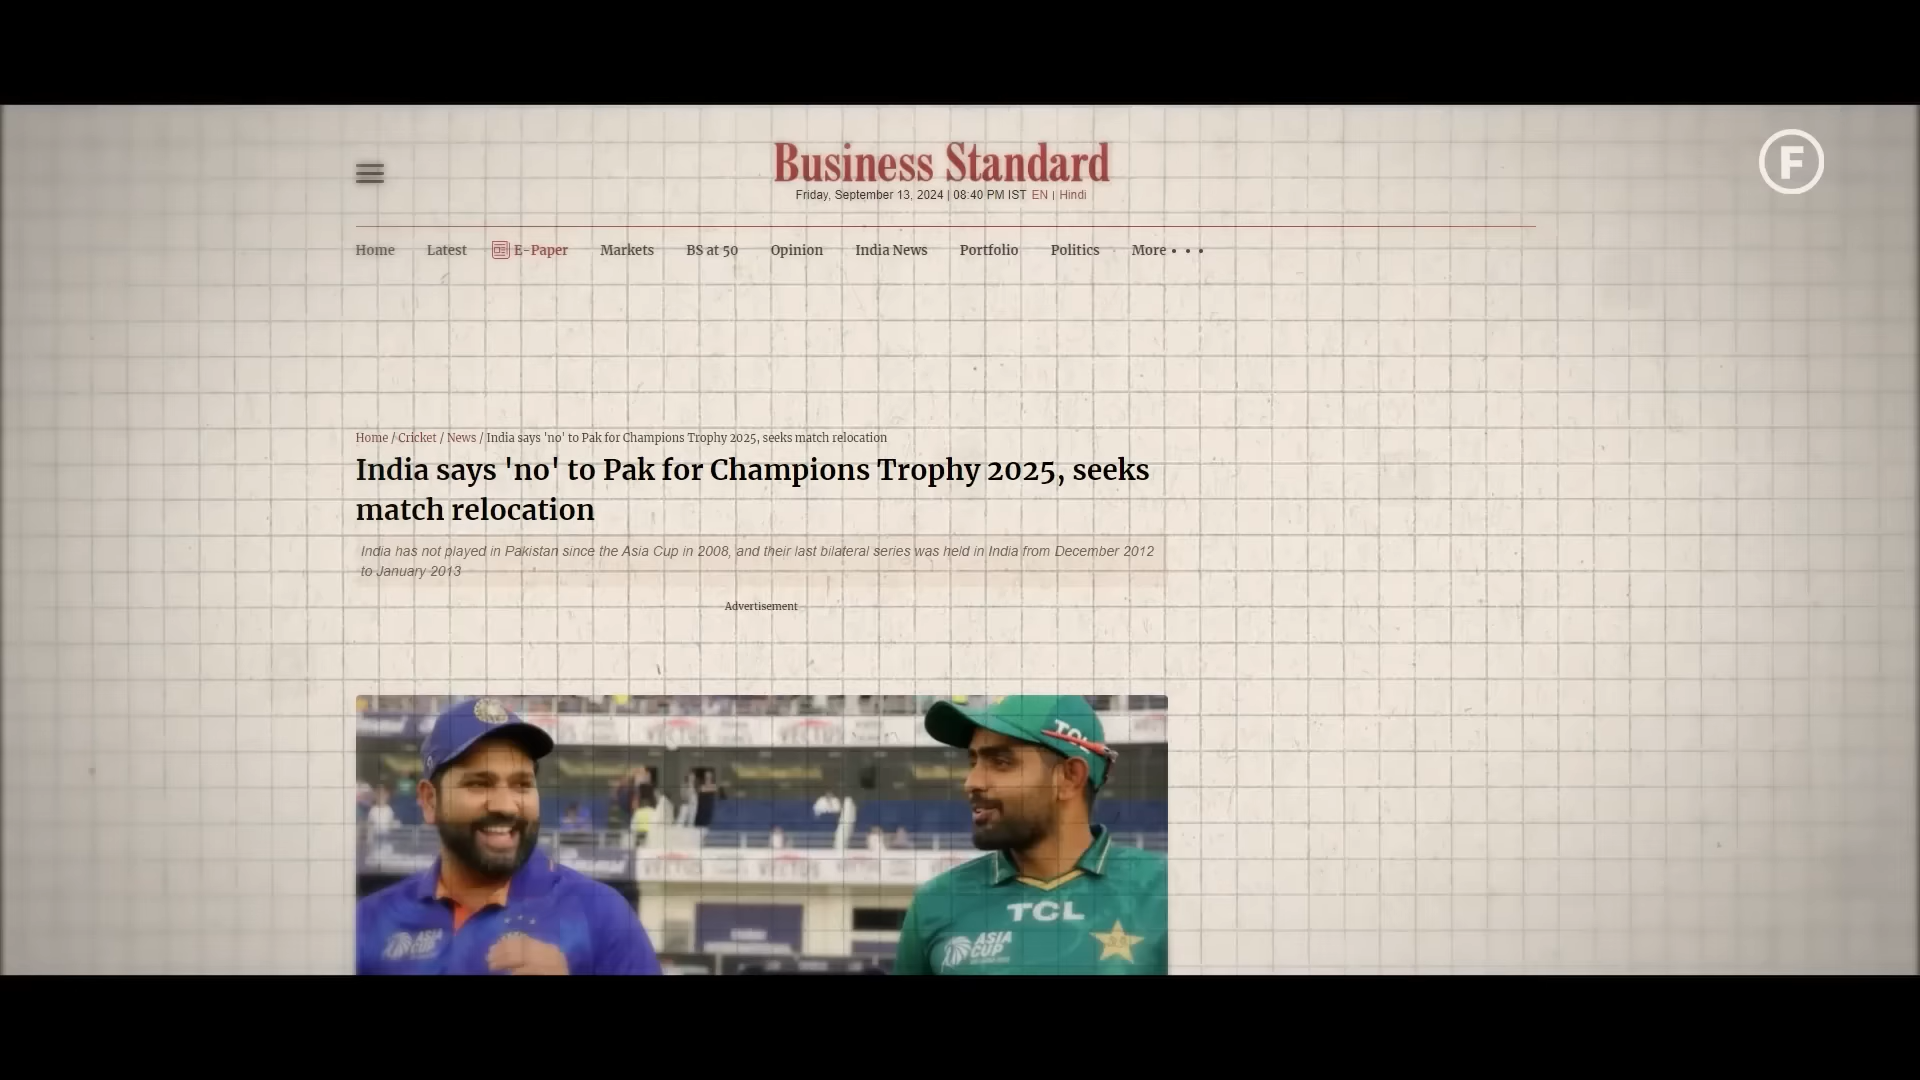 Business Standard
F
Friday, September 13, 2024 | 08:40 PM IST EN | Hindi
Home Latest E-Paper Markets BS at 50 Opinion India News Portfolio Politics More • • •
Home / Cricket / News / India says 'no' to Pak for Champions Trophy 2025, seeks match relocation
India says 'no' to Pak for Champions Trophy 2025, seeks
match relocation
India has not played in Pakistan since the Asia Cup in 2008, and their last bilateral series was held in India from December 2012
to January 2013
Advertisement
TCL
VECTUS
TCL
ASIA
CUP
ASIA
CUP